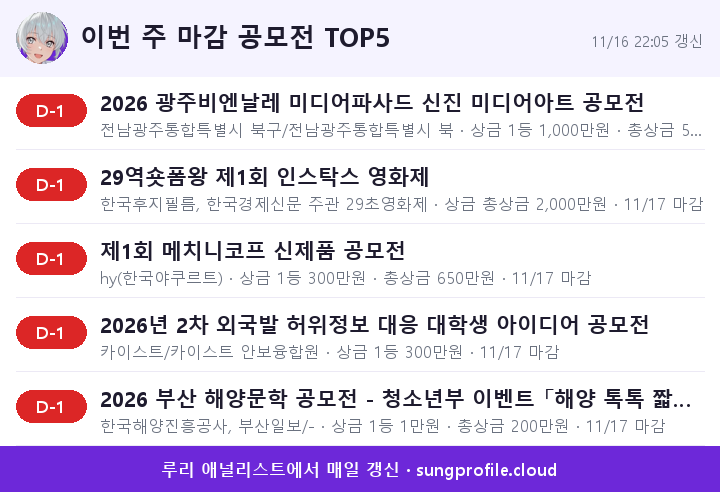 이번 주 마감 공모전 TOP5
11/16 22:05 갱신
D-1
2026 광주비엔날레 미디어파사드 신진 미디어아트 공모전
전남광주통합특별시 북구/전남광주통합특별시 북 · 상금 1등 1,000만원 · 총상금 5...
D-1
29역숏폼왕 제1회 인스탁스 영화제
한국후지필름, 한국경제신문 주관 29초영화제 · 상금 총상금 2,000만원 · 11/17 마감
D-1
제1회 메치니코프 신제품 공모전
hy(한국야쿠르트) · 상금 1등 300만원 · 총상금 650만원 · 11/17 마감
D-1
2026년 2차 외국발 허위정보 대응 대학생 아이디어 공모전
카이스트/카이스트 안보융합원 · 상금 1등 300만원 · 11/17 마감
D-1
2026 부산 해양문학 공모전 - 청소년부 이벤트 「해양 톡톡 짧...
한국해양진흥공사, 부산일보/- · 상금 1등 1만원 · 총상금 200만원 · 11/17 마감
루리 애널리스트에서 매일 갱신 · sungprofile.cloud